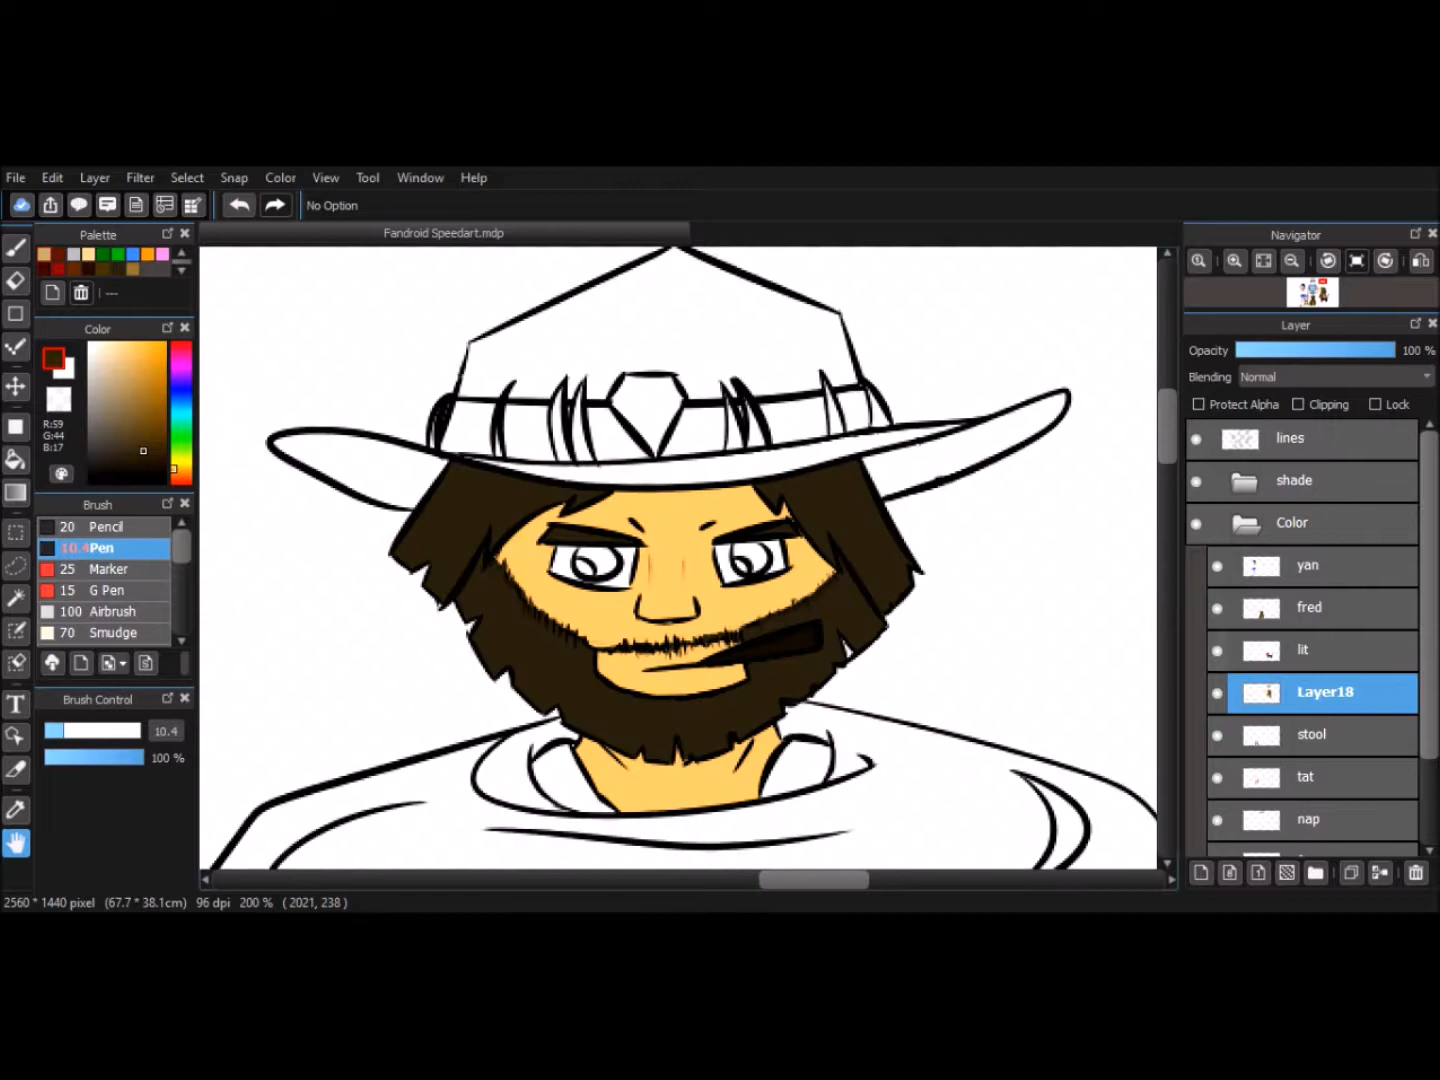 File Edit Layer Filter Select Snap Color View Tool Window Help
No Option
Palette
Fandroid Speedart.mdp
Navigator
---
Color
Layer
Opacity 100 %
Blending Normal
Protect Alpha Clipping Lock
R:59
G:44
B:17
lines
shade
Color
Brush
20 Pencil
10.4 Pen
25 Marker
15 G Pen
100 Airbrush
70 Smudge
yan
fred
lit
Layer18
stool
tat
nap
Brush Control
10.4
100 %
T
2560 * 1440 pixel (67.7 * 38.1cm) 96 dpi 200 % ( 2021, 238 )